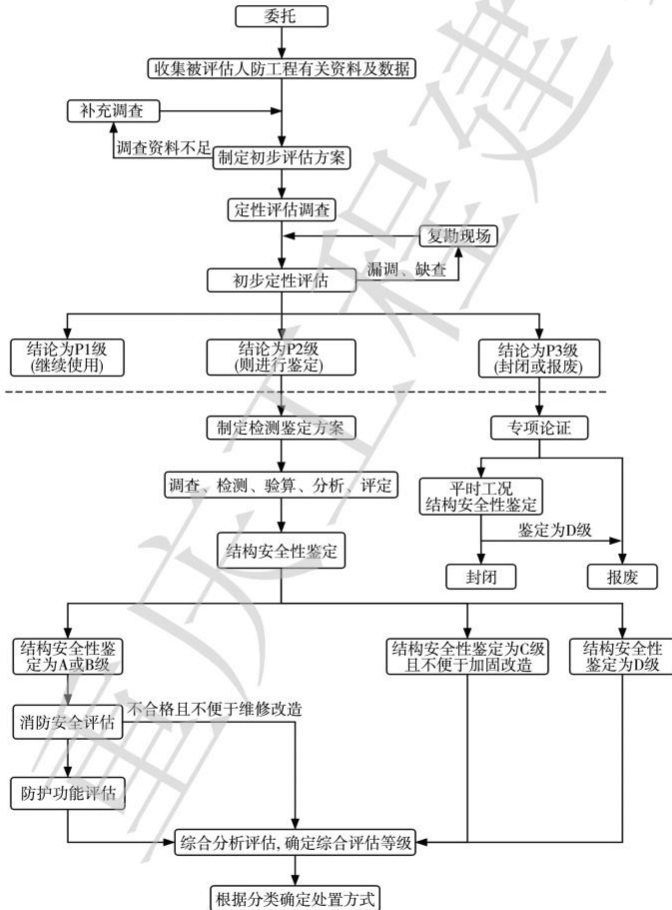 委托
收集被评估人防工程有关资料及数据
补充调查
调查资料不足
制定初步评估方案
定性评估调查
复勘现场
漏调、缺查
初步定性评估
结论为P1级
(继续使用)
结论为P2级
(则进行鉴定)
结论为P3级
(封闭或报废)
制定检测鉴定方案
专项论证
调查、检测、验算、分析、评定
平时工况
结构安全性鉴定
鉴定为D级
结构安全性鉴定
封闭
报废
结构安全性鉴
定为A或B级
结构安全性鉴定为C级
且不便于加固改造
结构安全性
鉴定为D级
消防安全评估
不合格且不便于维修改造
防护功能评估
综合分析评估,确定综合评估等级
根据分类确定处置方式
重庆工程建